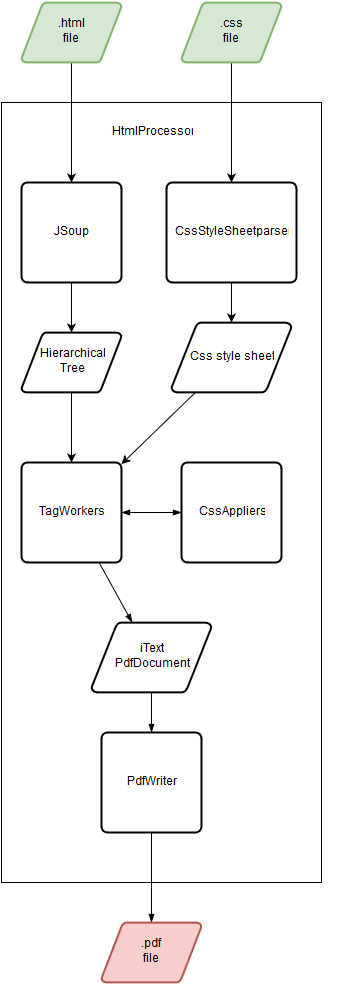 .html
file
.css
file
HtmlProcessor
JSoup
CssStyleSheetparser
Hierarchical
Tree
Css style sheet
TagWorkers
CssAppliers
iText
PdfDocument
PdfWriter
.pdf
file